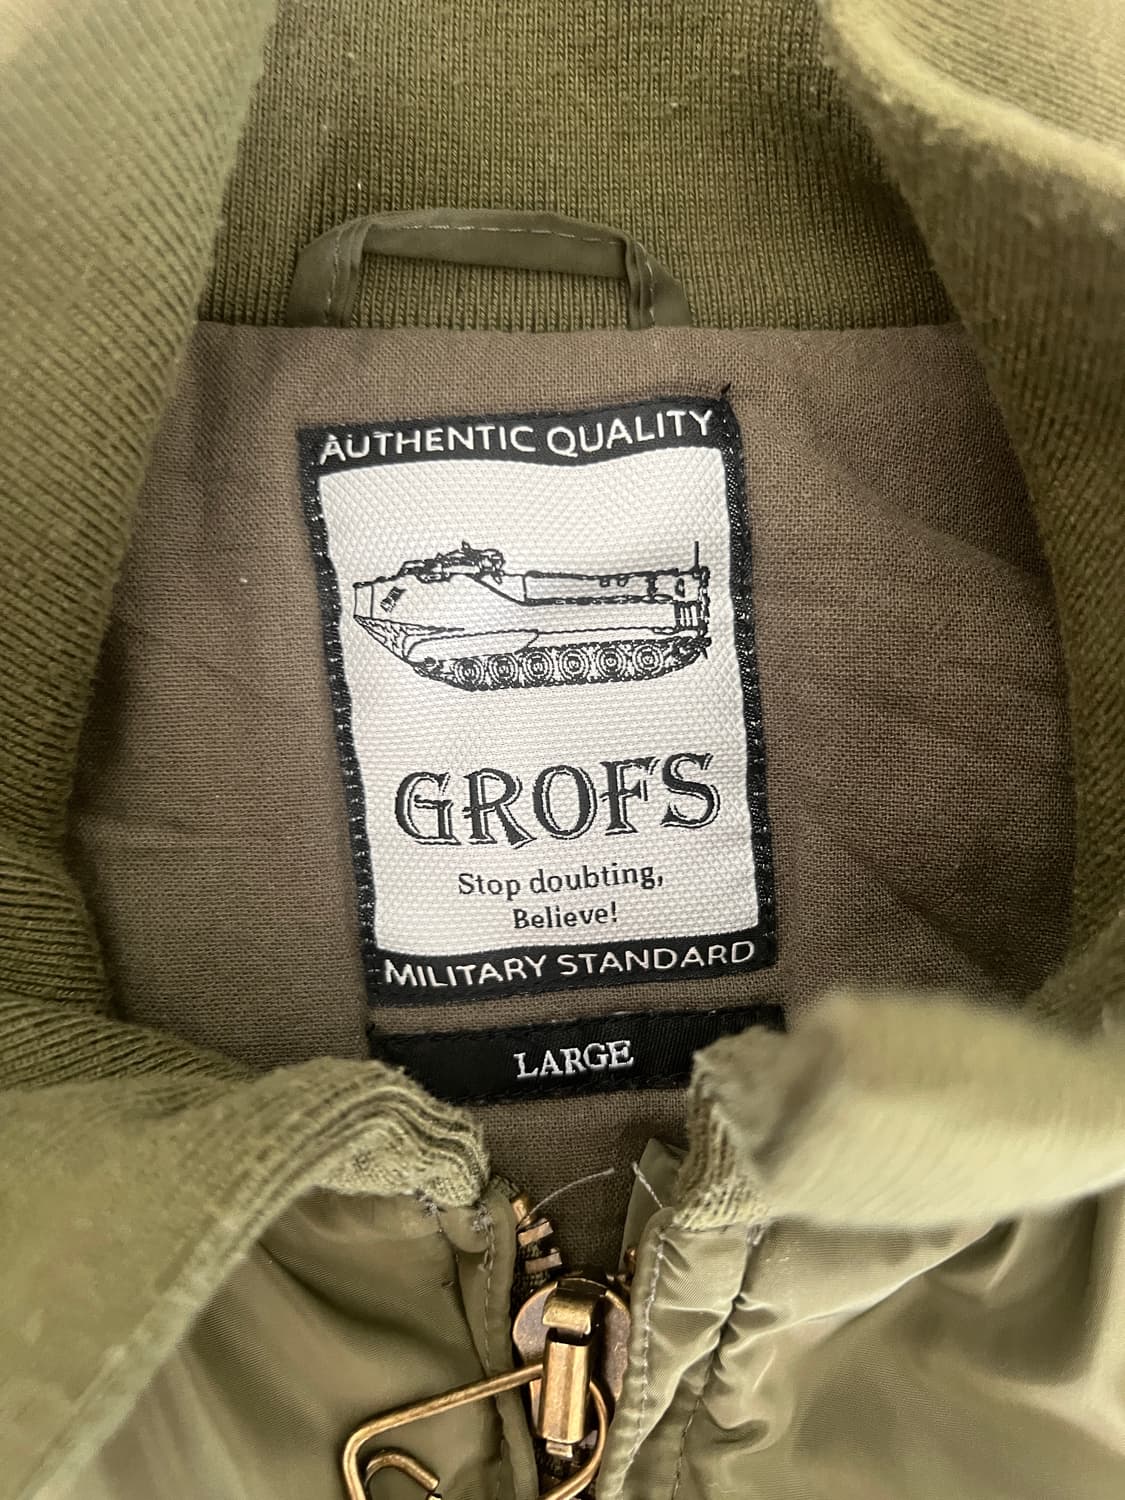 AUTHENTIC QUALITY
GROFS
Stop doubting,
Believe!
MILITARY STANDARD
LARGE